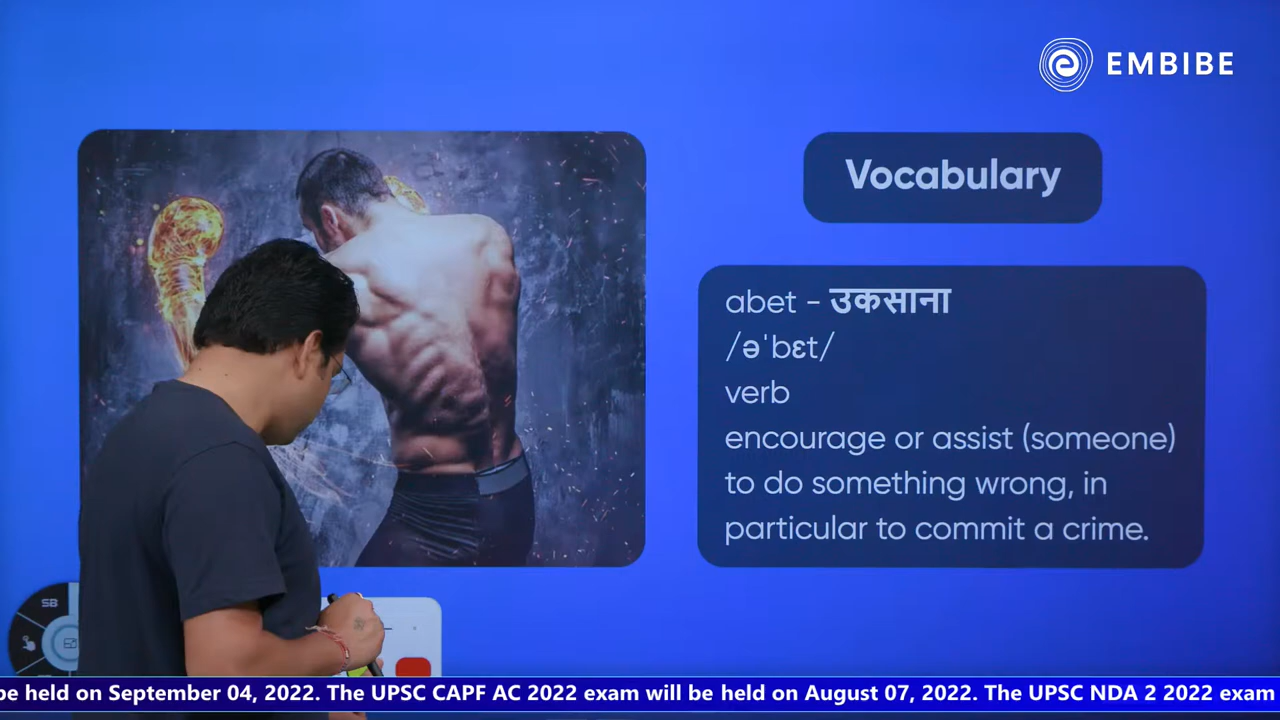 EMBIBE
Vocabulary
abet - उकसाना
/əˈbɛt/
verb
encourage or assist (someone)
to do something wrong, in
particular to commit a crime.
SB
be held on September 04, 2022. The UPSC CAPF AC 2022 exam will be held on August 07, 2022. The UPSC NDA 2 2022 exam